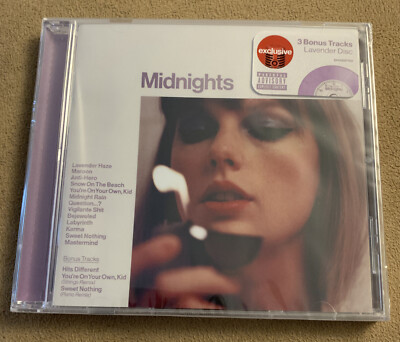 exclusive
3 Bonus Tracks
Lavender Disc
PARENTAL
ADVISORY
EXPLICIT CONTENT
Midnights
Lavender Haze
Maroon
Anti-Hero
Snow On The Beach
You're On Your Own, Kid
Midnight Rain
Question...?
Vigilante Shit
Bejeweled
Labyrinth
Karma
Sweet Nothing
Mastermind
Bonus Tracks
Hits Different
You're On Your Own, Kid
(Strings Remix)
Sweet Nothing
(Piano Remix)